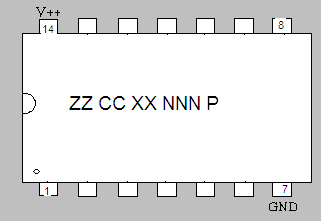 V++
14 8
ZZ CC XX NNN P
1 7
GND